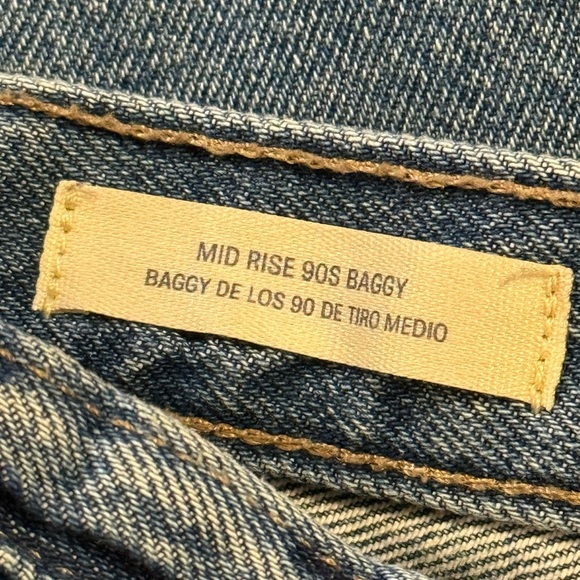 MID RISE 90S BAGGY
BAGGY DE LOS 90 DE TIRO MEDIO